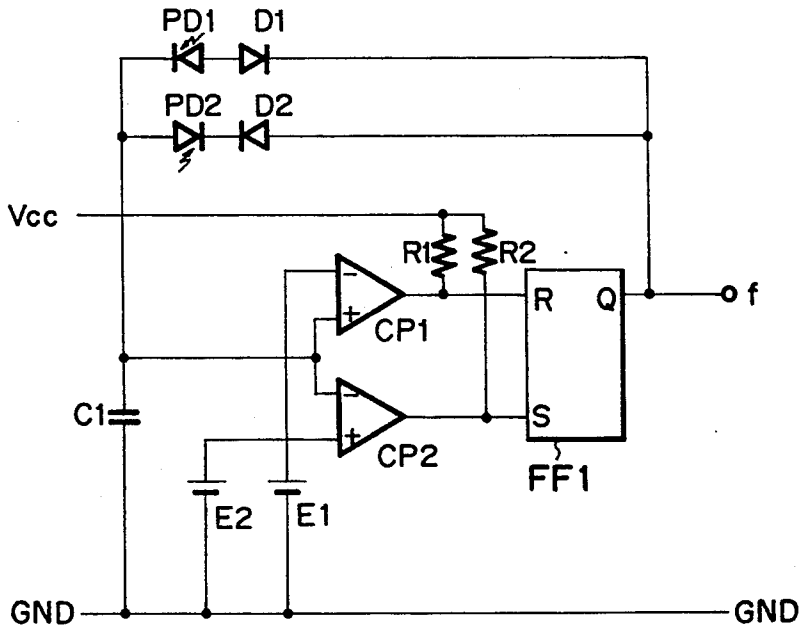 PD1 D1
PD2 D2
Vcc
R1 R2
− R Q f
+ CP1
C1 − S
+ CP2
FF1
E2 E1
GND GND